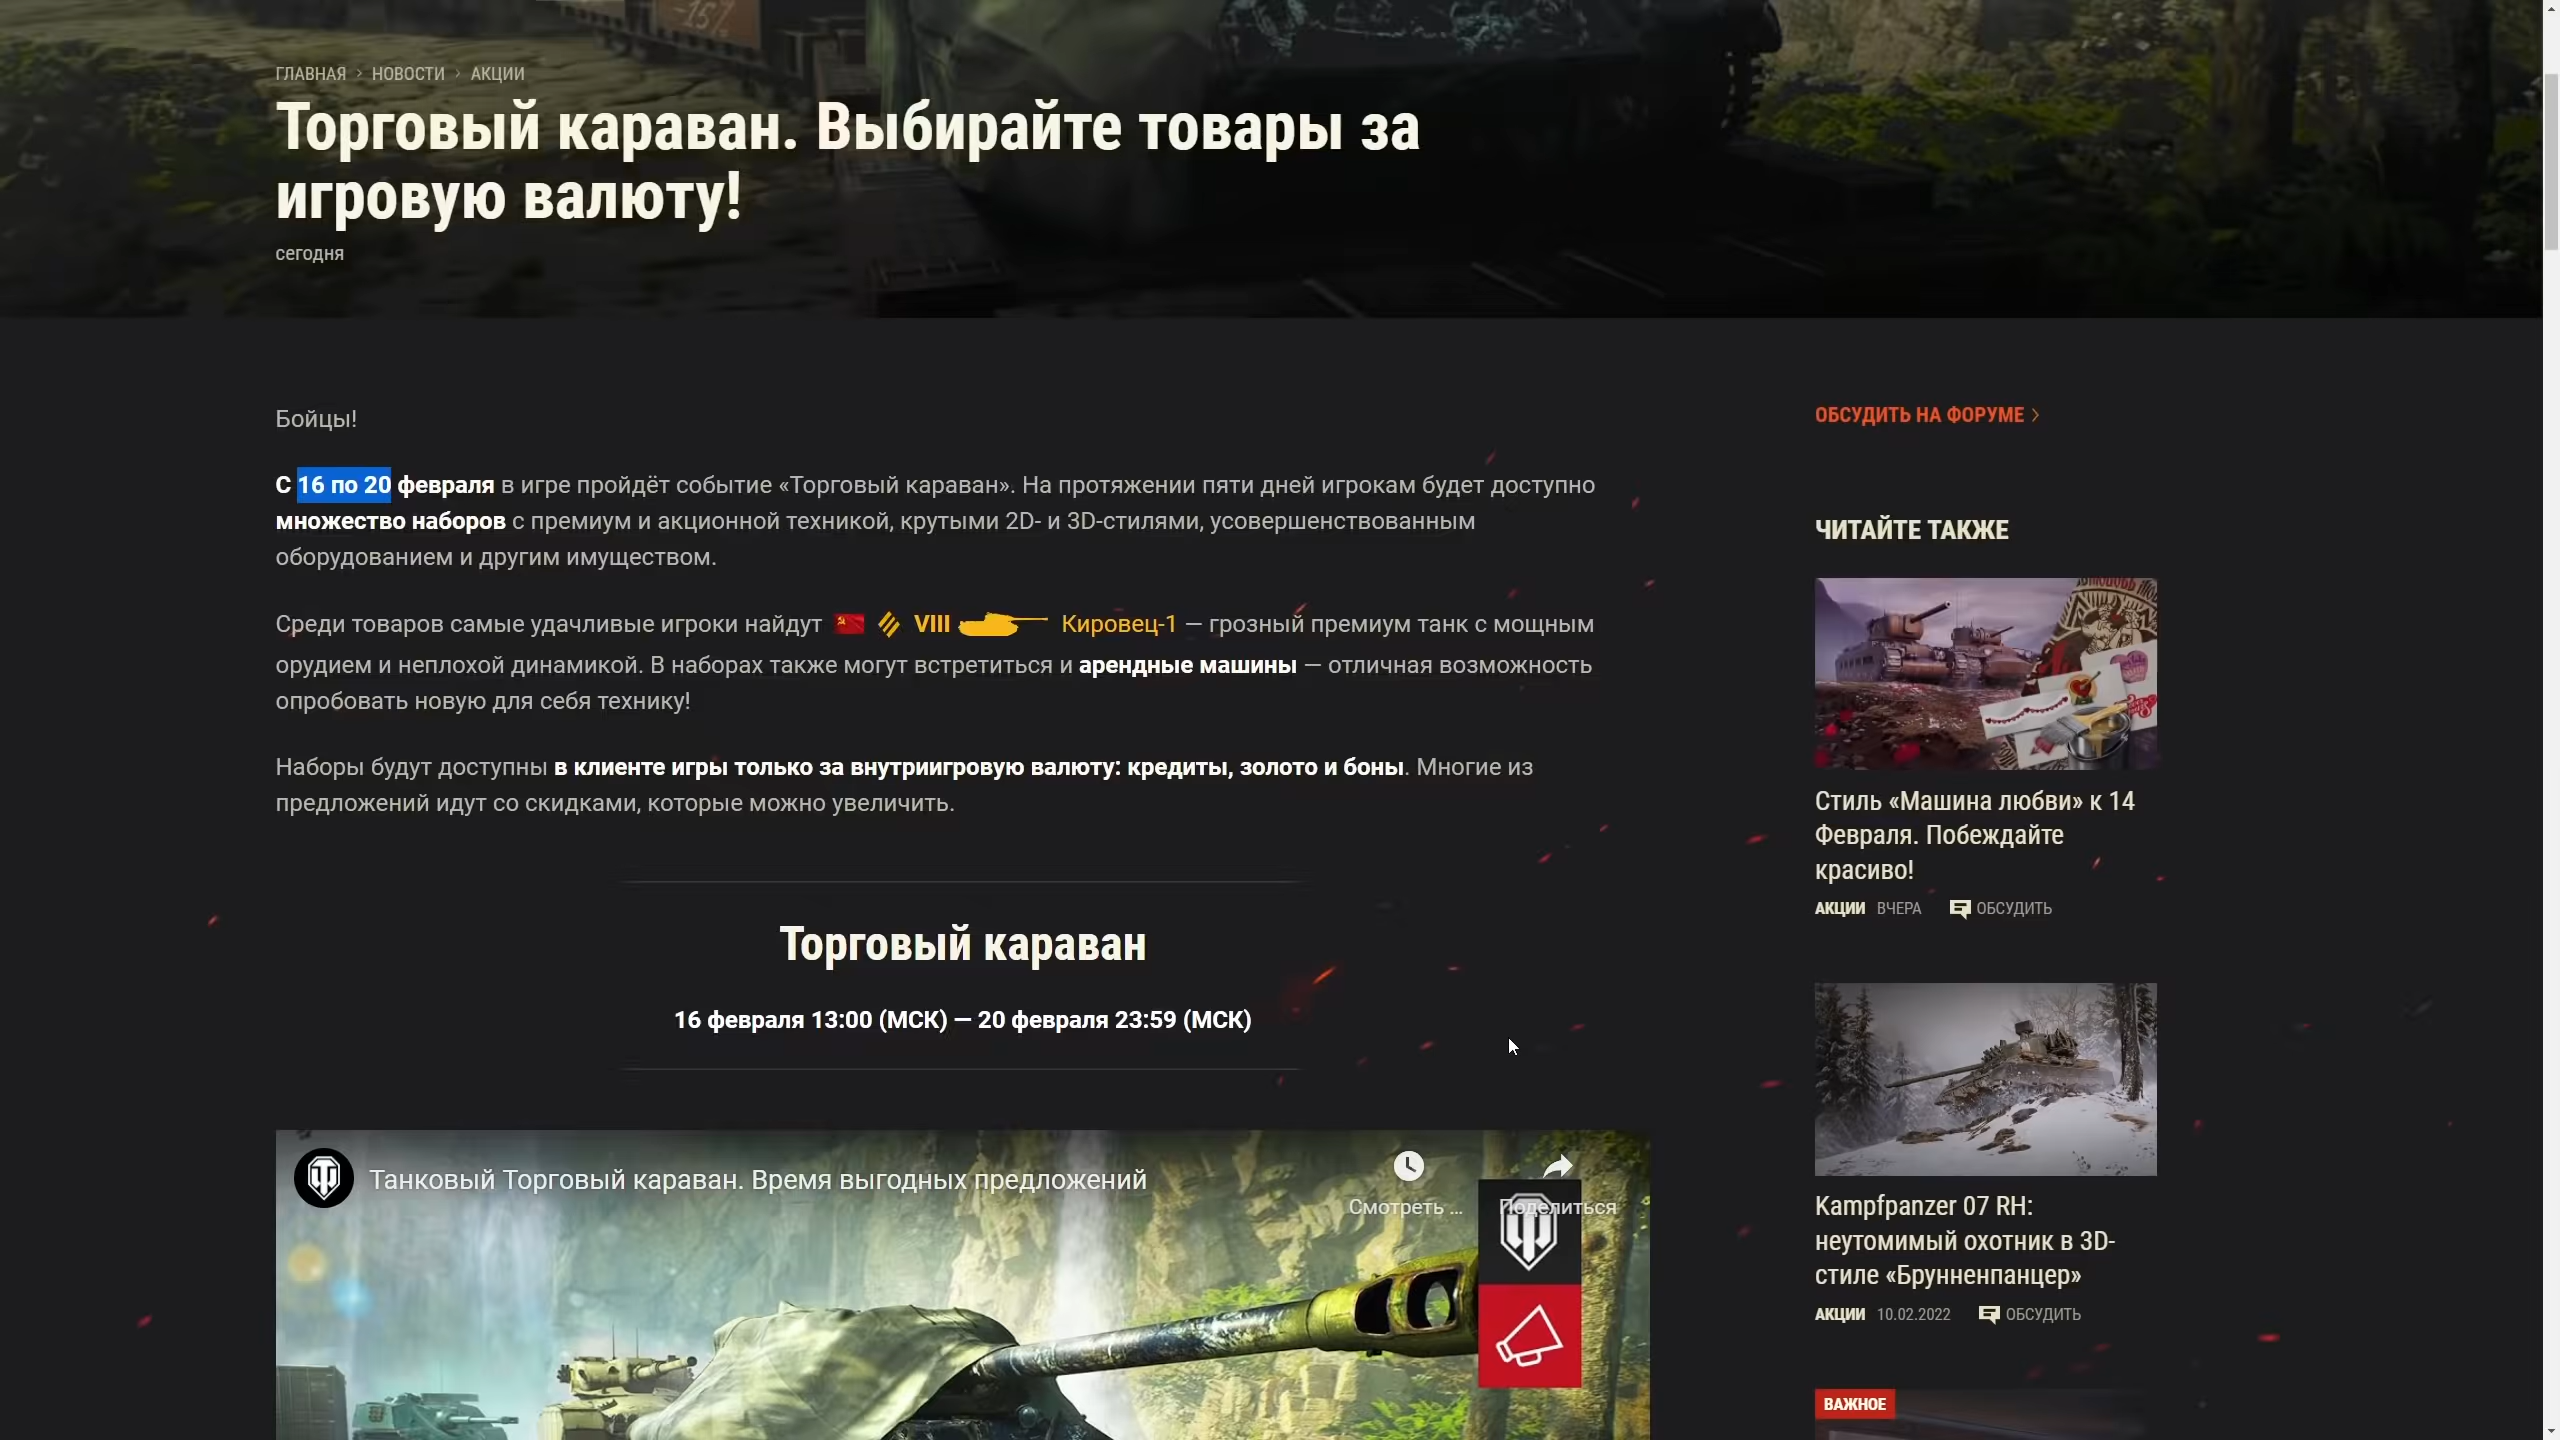 -157
ГЛАВНАЯ > НОВОСТИ > АКЦИИ
Торговый караван. Выбирайте товары за
игровую валюту!
сегодня
Бойцы!
С 16 по 20 февраля в игре пройдёт событие «Торговый караван». На протяжении пяти дней игрокам будет доступно
множество наборов с премиум и акционной техникой, крутыми 2D- и 3D-стилями, усовершенствованным
оборудованием и другим имуществом.
Среди товаров самые удачливые игроки найдут VIII Кировец-1 — грозный премиум танк с мощным
орудием и неплохой динамикой. В наборах также могут встретиться и арендные машины — отличная возможность
опробовать новую для себя технику!
Наборы будут доступны в клиенте игры только за внутриигровую валюту: кредиты, золото и боны. Многие из
предложений идут со скидками, которые можно увеличить.
Торговый караван
16 февраля 13:00 (МСК) — 20 февраля 23:59 (МСК)
Танковый Торговый караван. Время выгодных предложений
Смотреть ...
Поделиться
ОБСУДИТЬ НА ФОРУМЕ >
ЧИТАЙТЕ ТАКЖЕ
Стиль «Машина любви» к 14
Февраля. Побеждайте
красиво!
АКЦИИ ВЧЕРА ОБСУДИТЬ
Kampfpanzer 07 RH:
неутомимый охотник в 3D-
стиле «Брунненпанцер»
АКЦИИ 10.02.2022 ОБСУДИТЬ
ВАЖНОЕ